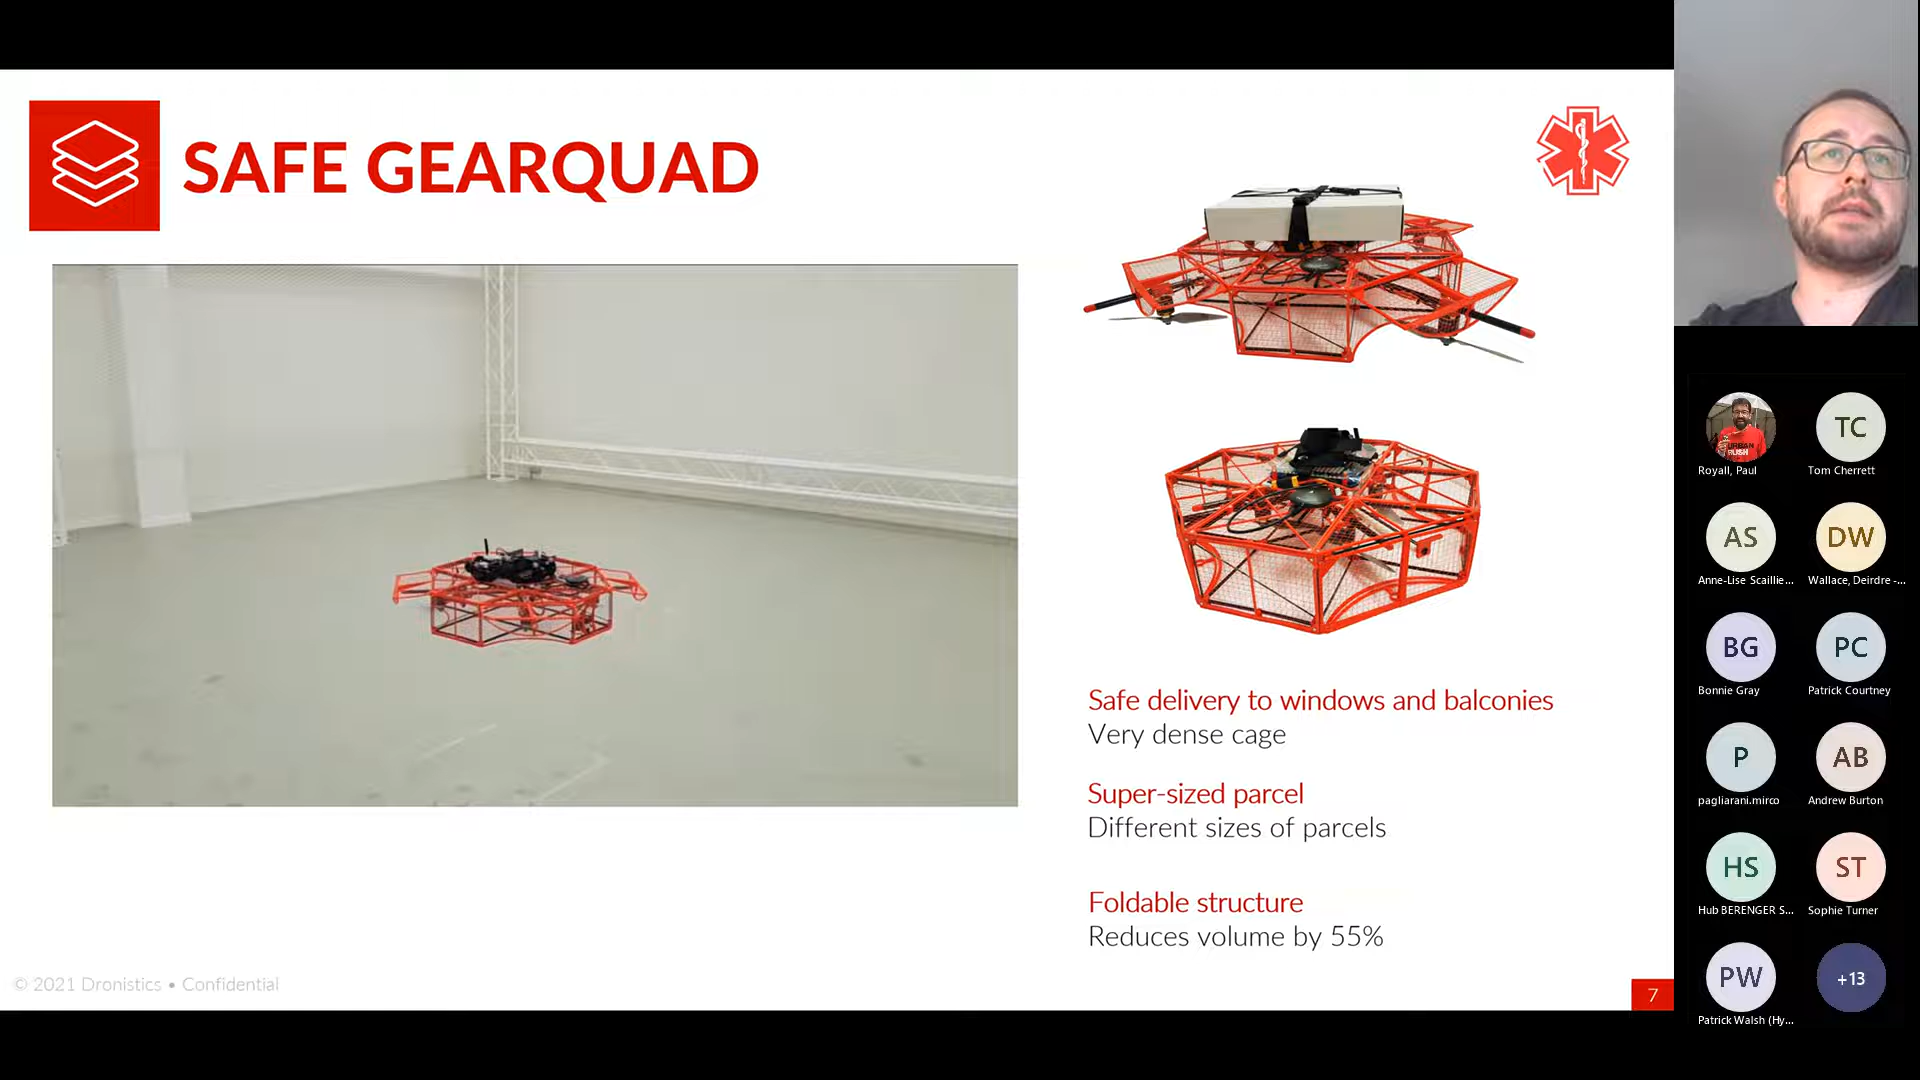 SAFE GEARQUAD
Safe delivery to windows and balconies
Very dense cage
Super-sized parcel
Different sizes of parcels
Foldable structure
Reduces volume by 55%
© 2021 Dronistics • Confidential
7
URBAN
RUSH
Royall, Paul
TC
Tom Cherrett
AS
Anne-Lise Scaillie...
DW
Wallace, Deirdre -...
BG
Bonnie Gray
PC
Patrick Courtney
P
pagliarani.mirco
AB
Andrew Burton
HS
Hub BERENGER S...
ST
Sophie Turner
PW
Patrick Walsh (Hy...
+13